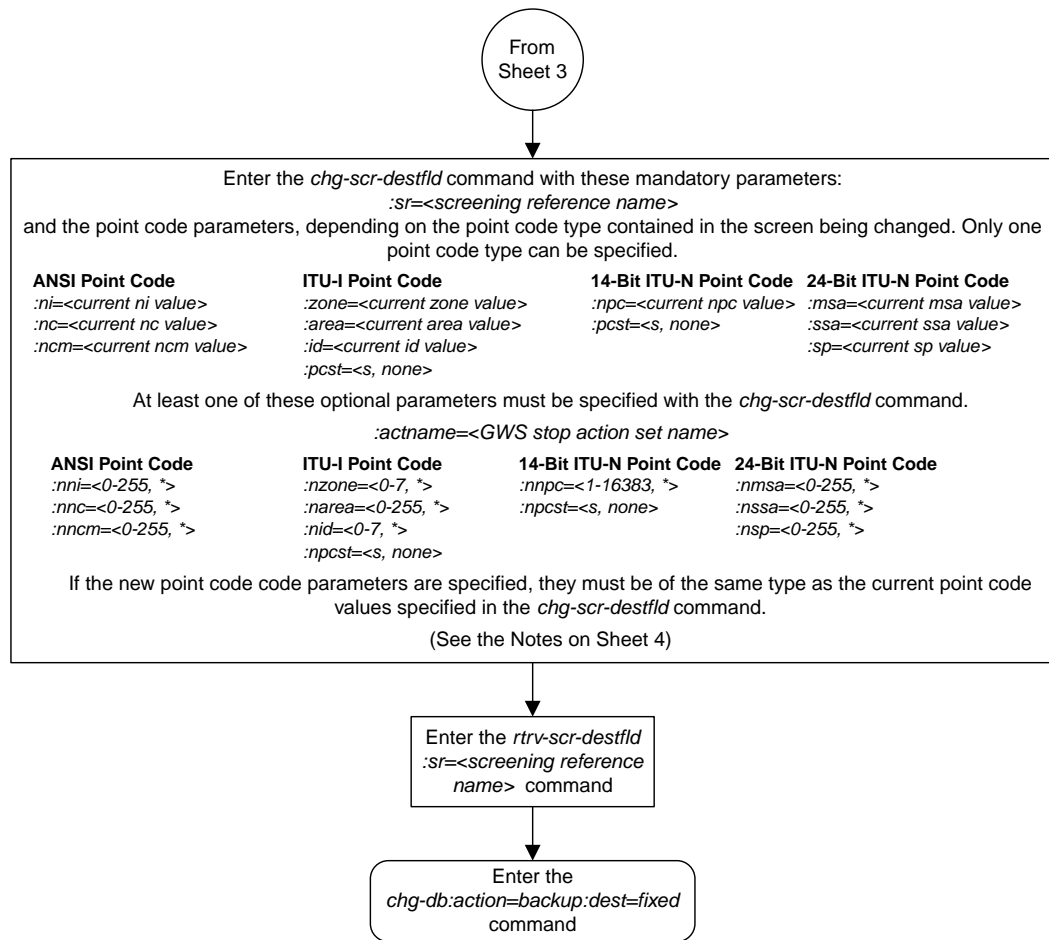 From
Sheet 3
Enter the chg-scr-destfld command with these mandatory parameters:
:sr=<screening reference name>
and the point code parameters, depending on the point code type contained in the screen being changed. Only one
point code type can be specified.
ANSI Point Code
:ni=<current ni value>
:nc=<current nc value>
:ncm=<current ncm value>
ITU-I Point Code
:zone=<current zone value>
:area=<current area value>
:id=<current id value>
:pcst=<s, none>
14-Bit ITU-N Point Code
:npc=<current npc value>
:pcst=<s, none>
24-Bit ITU-N Point Code
:msa=<current msa value>
:ssa=<current ssa value>
:sp=<current sp value>
At least one of these optional parameters must be specified with the chg-scr-destfld command.
:actname=<GWS stop action set name>
ANSI Point Code
:nni=<0-255, *>
:nnc=<0-255, *>
:nncm=<0-255, *>
ITU-I Point Code
:nzone=<0-7, *>
:narea=<0-255, *>
:nid=<0-7, *>
:npcst=<s, none>
14-Bit ITU-N Point Code
:nnpc=<1-16383, *>
:npcst=<s, none>
24-Bit ITU-N Point Code
:nmsa=<0-255, *>
:nssa=<0-255, *>
:nsp=<0-255, *>
If the new point code code parameters are specified, they must be of the same type as the current point code
values specified in the chg-scr-destfld command.
(See the Notes on Sheet 4)
Enter the rtrv-scr-destfld
:sr=<screening reference
name> command
Enter the
chg-db:action=backup:dest=fixed
command